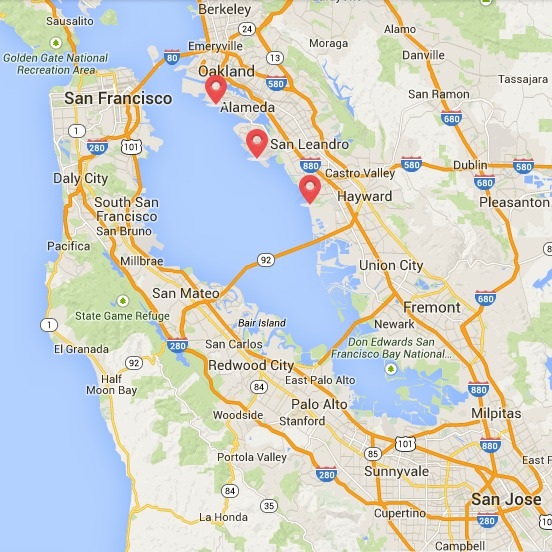 Berkeley
Sausalito
24
Alamo
Emeryville
Moraga
Golden Gate National
Recreation Area
80
13
Danville
Oakland
580
Tassajara
San Francisco
San Ramon
Alameda
1
680
280
101
San Leandro
880
Castro Valley
580
Dublin
580
Daly City
680
Hayward
Pleasanton
South San
Francisco
San Bruno
Pacifica
Millbrae
92
Union City
San Mateo
680
State Game Refuge
Fremont
1
Bair Island
Newark
El Granada
280
San Carlos
Don Edwards San
Francisco Bay National...
92
Redwood City
Half
Moon Bay
84
East Palo Alto
880
Palo Alto
Woodside
Stanford
Milpitas
101
880
Portola Valley
85
Sunnyvale
280
84
35
San Jose
La Honda
Cupertino
280
Campbell